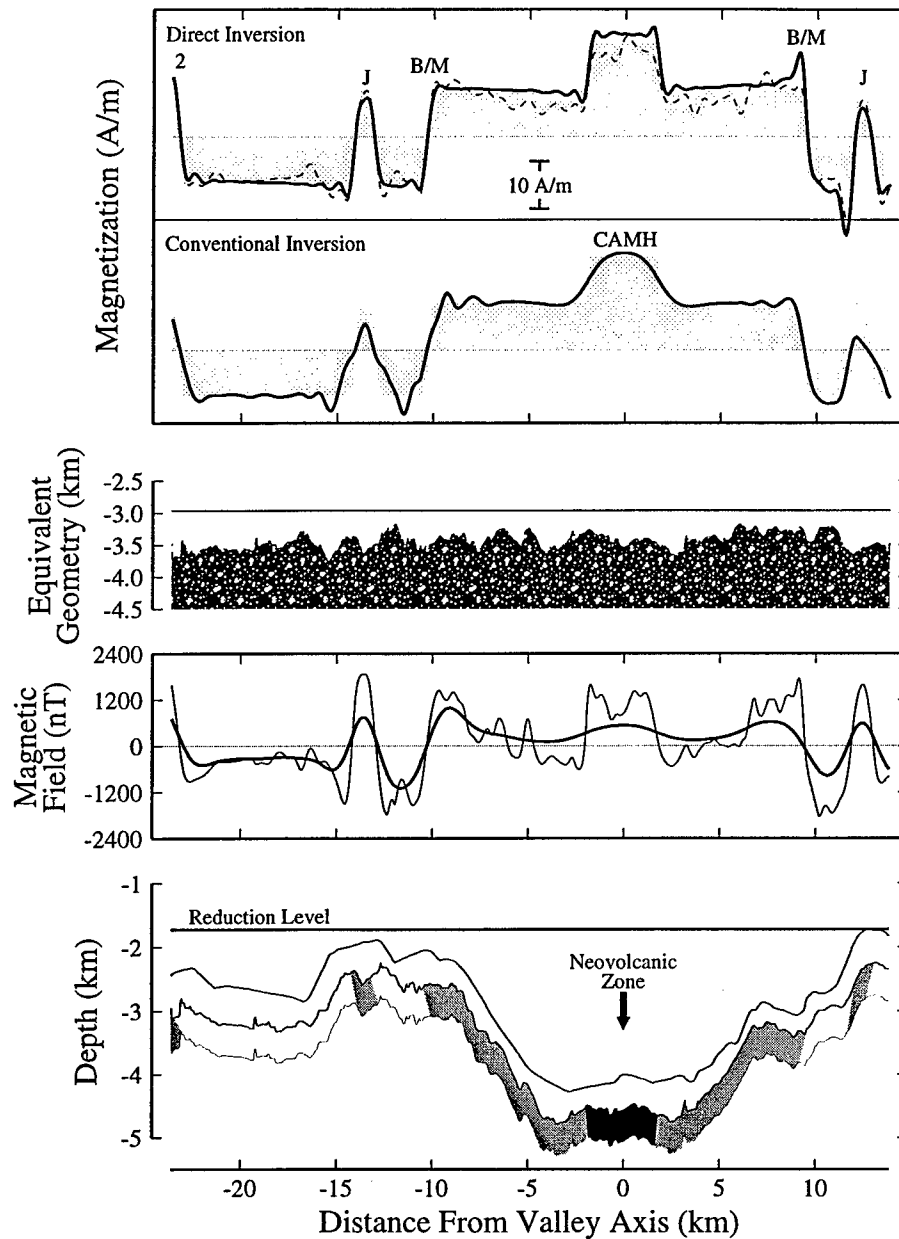 Direct Inversion
2
J
B/M
B/M
J
10 A/m
Magnetization (A/m)
Conventional Inversion
CAMH
Equivalent
Geometry (km)
-2.5
-3.0
-3.5
-4.0
-4.5
Magnetic
Field (nT)
2400
1200
0
-1200
-2400
Depth (km)
-1
-2
-3
-4
-5
Reduction Level
Neovolcanic
Zone
-20 -15 -10 -5 0 5 10
Distance From Valley Axis (km)